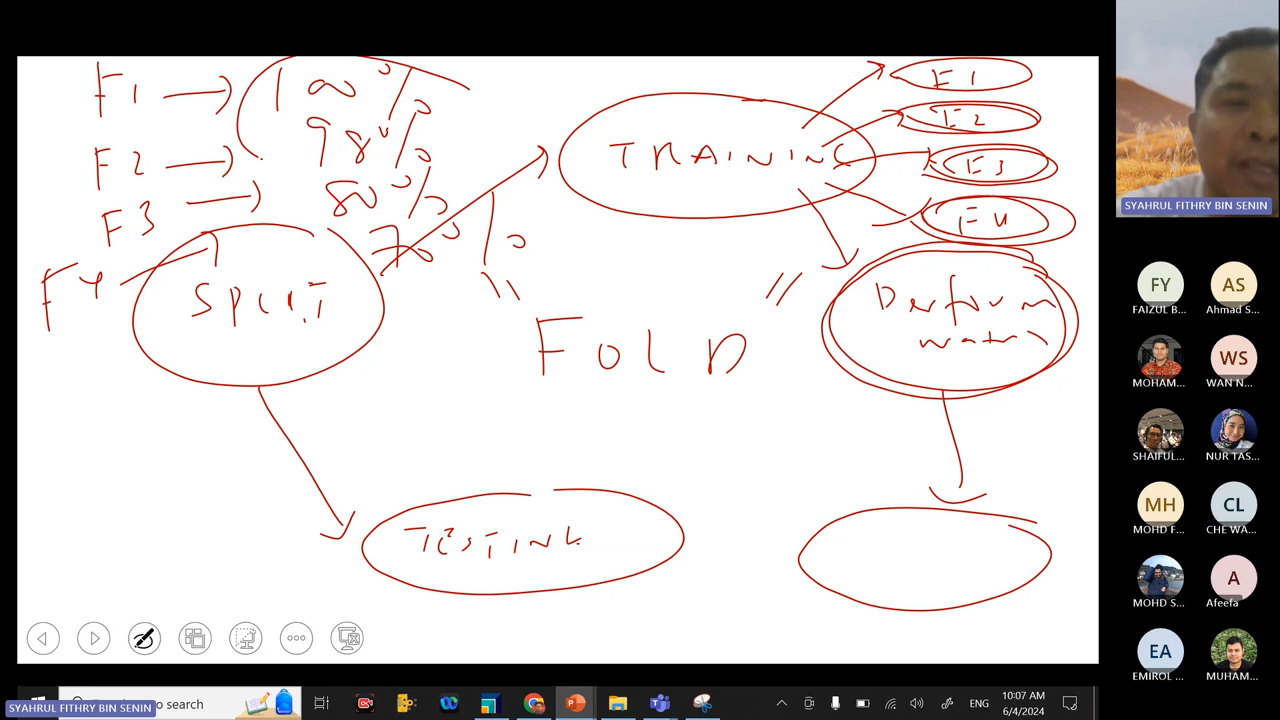 F1 → 100%
F2 → 98%
F3 → 80%
F4 70%
SPLIT
TRAINING
F1
F2
F3
F4
" FOLD "
Perform
TESTING
SYAHRUL FITHRY BIN SENIN
FY
AS
FAIZUL B...
Ahmad S...
WS
MOHAM...
WAN N...
SHAIFUL...
NUR TAS...
MH
CL
MOHD F...
CHE WA...
A
MOHD S...
Afeefa
EA
EMIROL ...
MUHAM...
SYAHRUL FITHRY BIN SENIN
to search
ENG
10:07 AM
6/4/2024